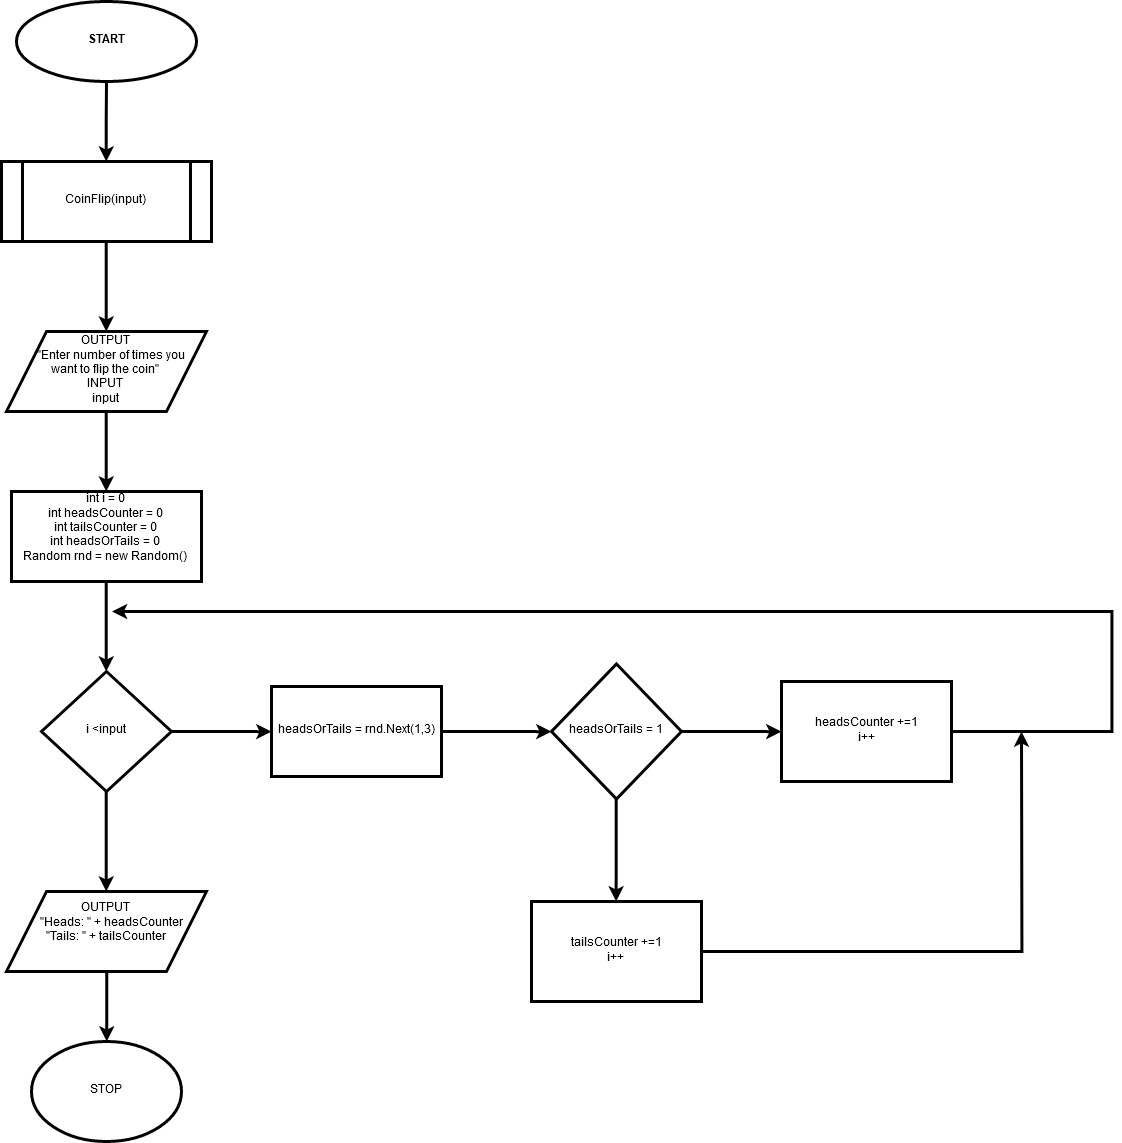 START
CoinFlip(input)
OUTPUT
"Enter number of times you
want to flip the coin"
INPUT
input
int i = 0
int headsCounter = 0
int tailsCounter = 0
int headsOrTails = 0
Random rnd = new Random()
i <input
headsOrTails = rnd.Next(1,3)
headsOrTails = 1
headsCounter +=1
i++
tailsCounter +=1
i++
OUTPUT
"Heads: " + headsCounter
"Tails: " + tailsCounter
STOP